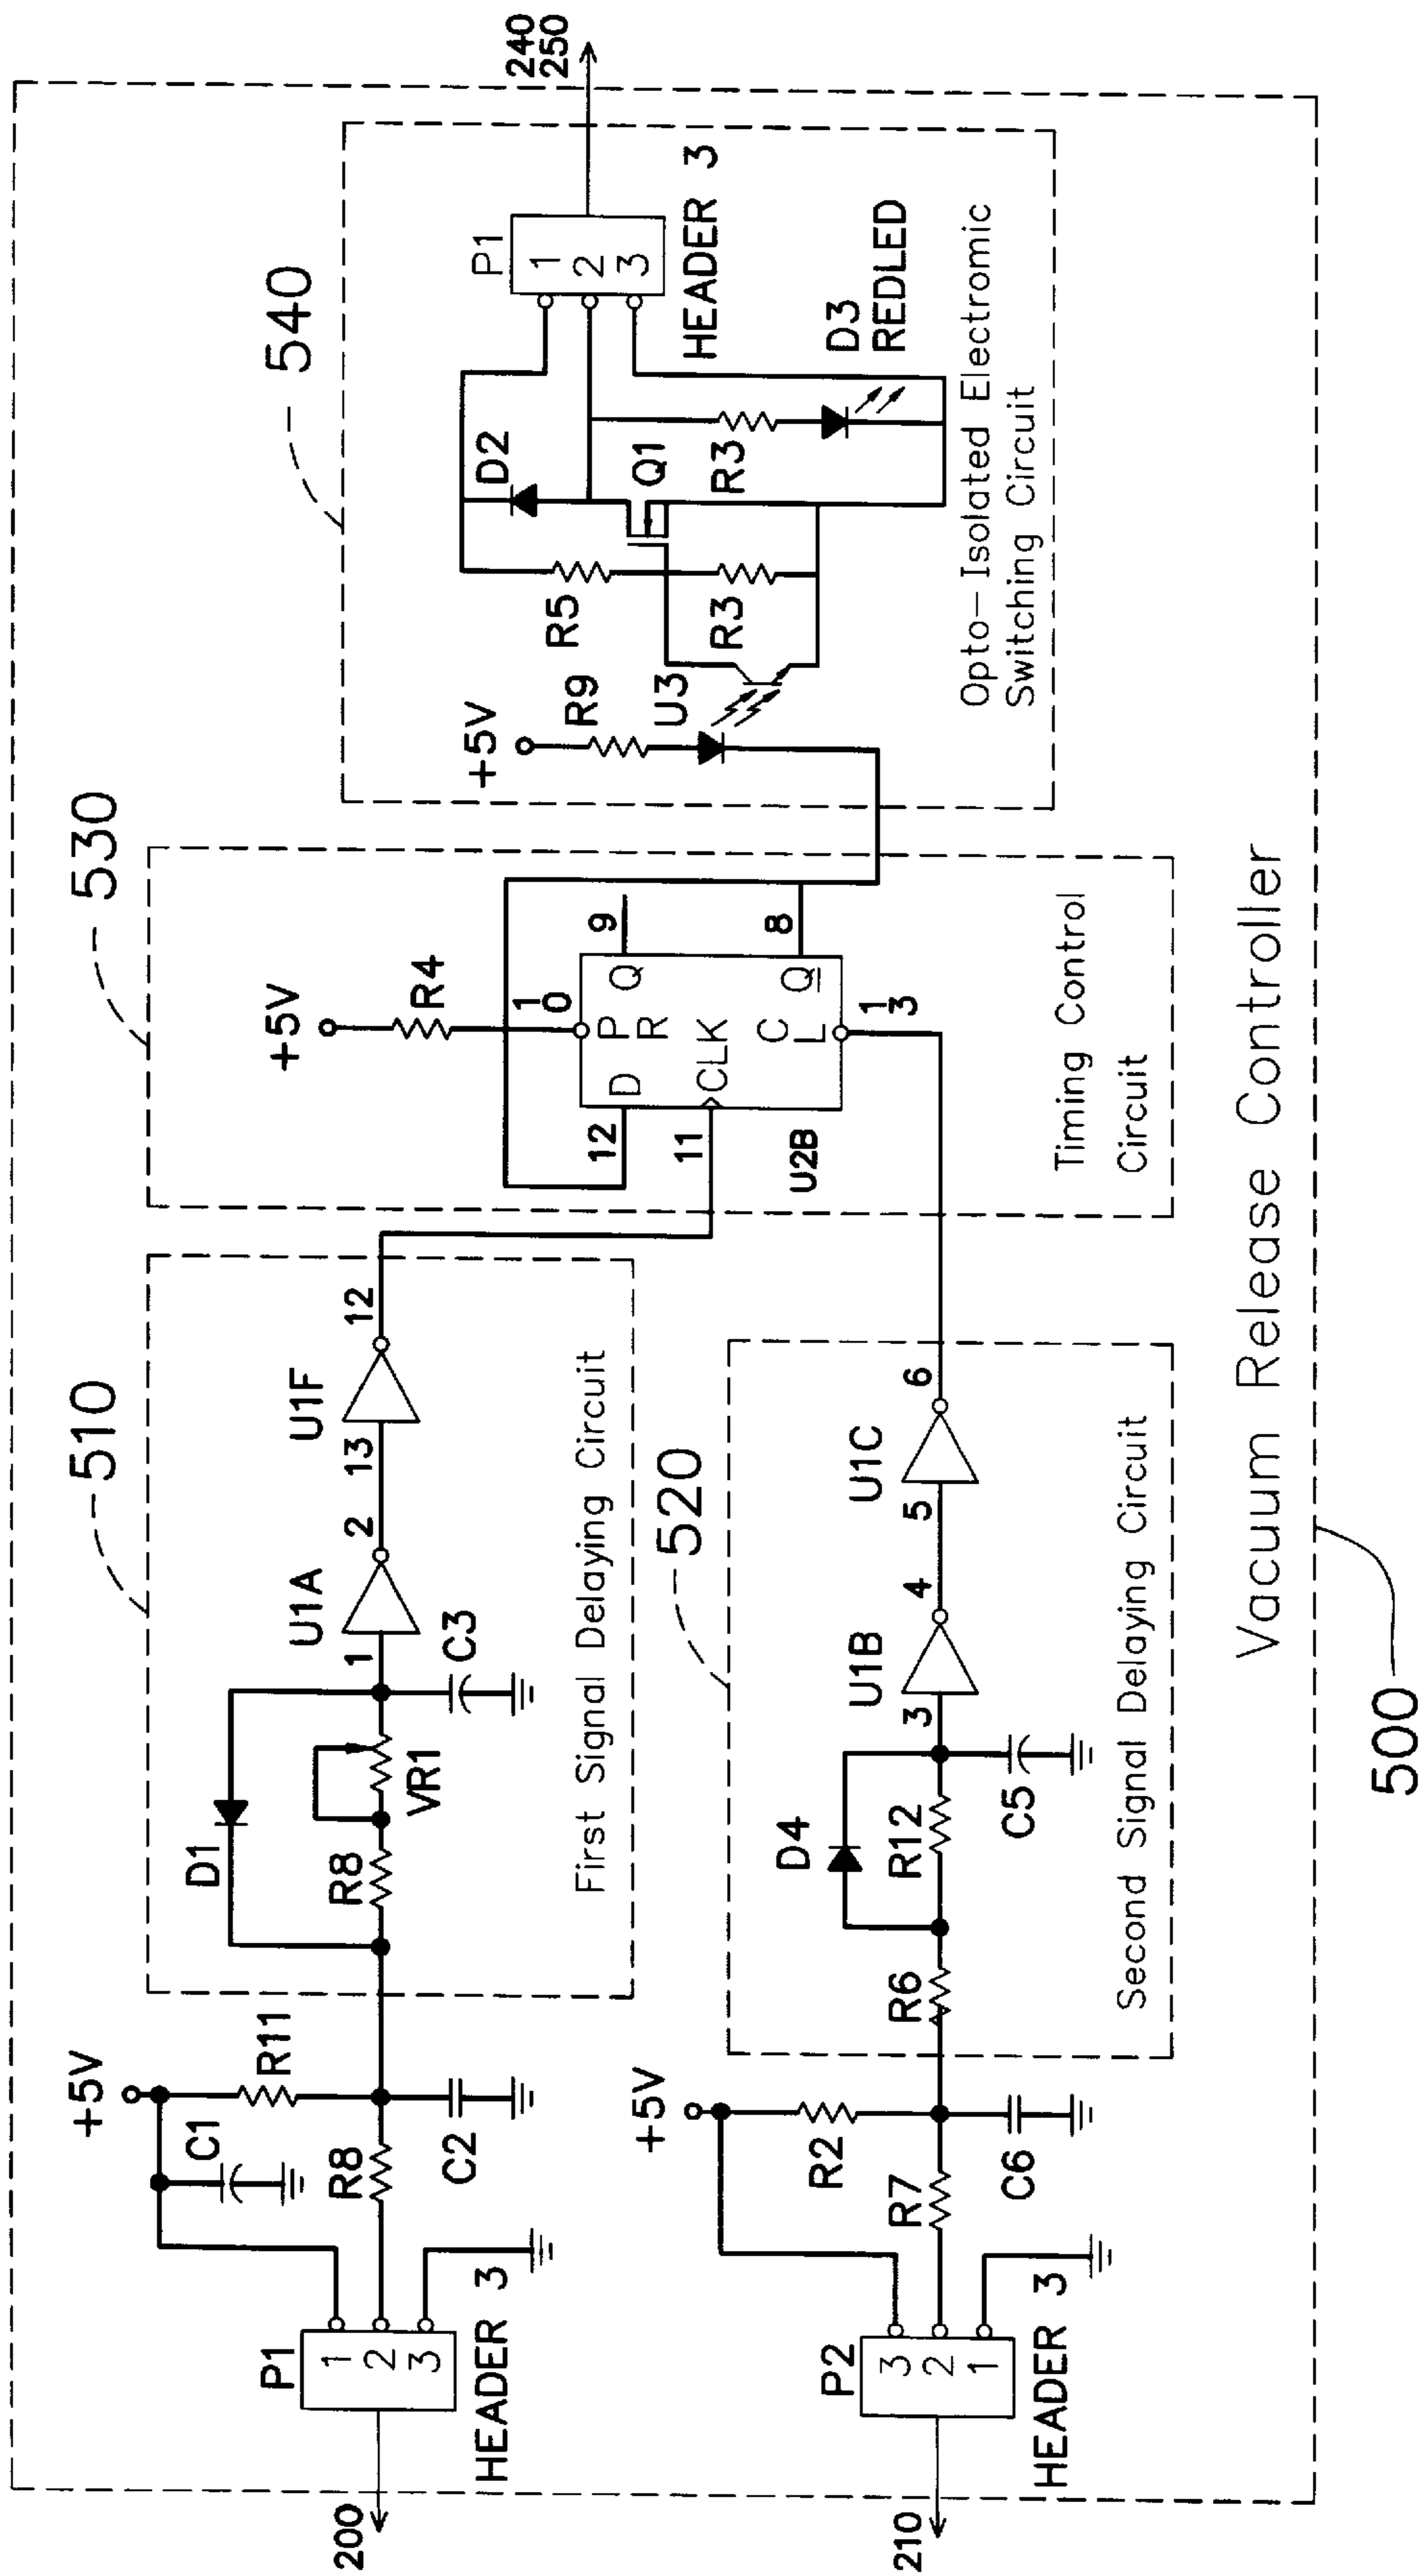 200
P1
1
2
3
HEADER 3
+5V
C1
R11
R8
C2
510
D1
R8
VR1
C3
1
U1A
2
13
U1F
12
First Signal Delaying Circuit
210
P2
3
2
1
HEADER 3
+5V
R2
R7
C6
520
R6
D4
R12
C5
3
U1B
4
5
U1C
6
Second Signal Delaying Circuit
530
+5V
R4
10
12
11
U2B
D
PR
Q
CLK
CL
Q
9
8
13
Timing Control
Circuit
540
+5V
R9
U3
R5
R3
D2
Q1
R3
D3
REDLED
P1
1
2
3
HEADER 3
240
250
Opto-Isolated Electromic
Switching Circuit
Vacuum Release Controller
500